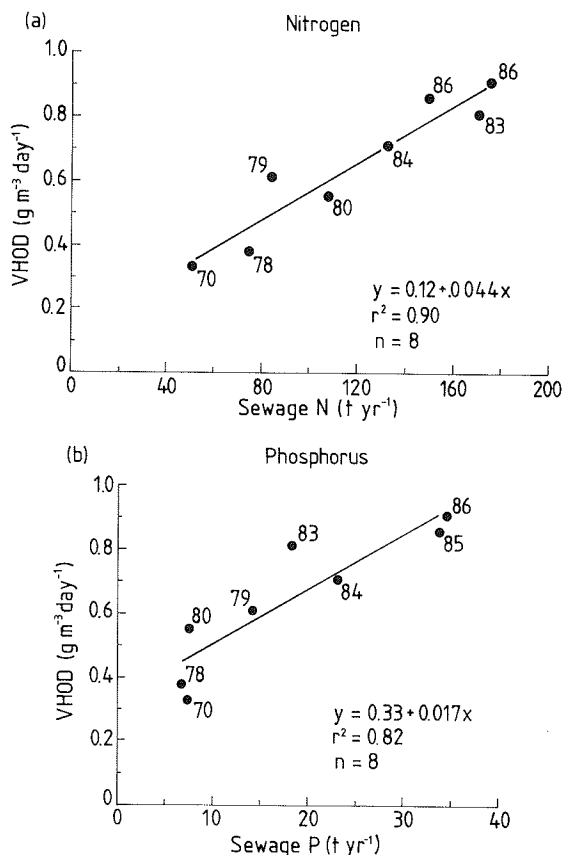 (a)
Nitrogen
1.0
0.8
0.6
0.4
0.2
0
VHOD (g m⁻³ day⁻¹)
86
86
83
84
79
80
78
70
y = 0.12+.0044x
r² = 0.90
n = 8
0 40 80 120 160 200
Sewage N (t yr⁻¹)
(b)
Phosphorus
1.0
0.8
0.6
0.4
0.2
0
VHOD (g m⁻³ day⁻¹)
86
85
83
84
79
80
78
70
y = 0.33 + 0.017x
r² = 0.82
n = 8
0 10 20 30 40
Sewage P (t yr⁻¹)